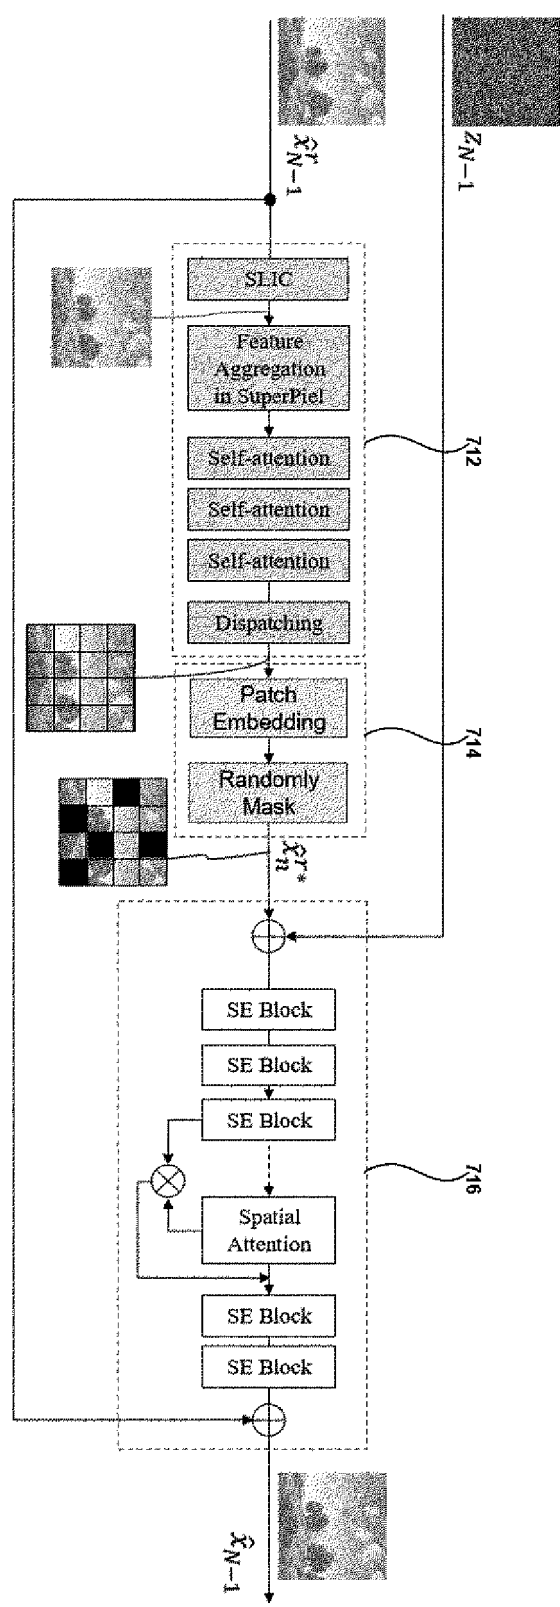 z_{N-1}
x̂^r_{N-1}
SLIC
Feature
Aggregation
in SuperPiel
712
Self-attention
Self-attention
Self-attention
Dispatching
Patch
Embedding
714
Randomly
Mask
x̂^{r*}_n
SE Block
SE Block
SE Block
716
Spatial
Attention
SE Block
SE Block
x̂_{N-1}